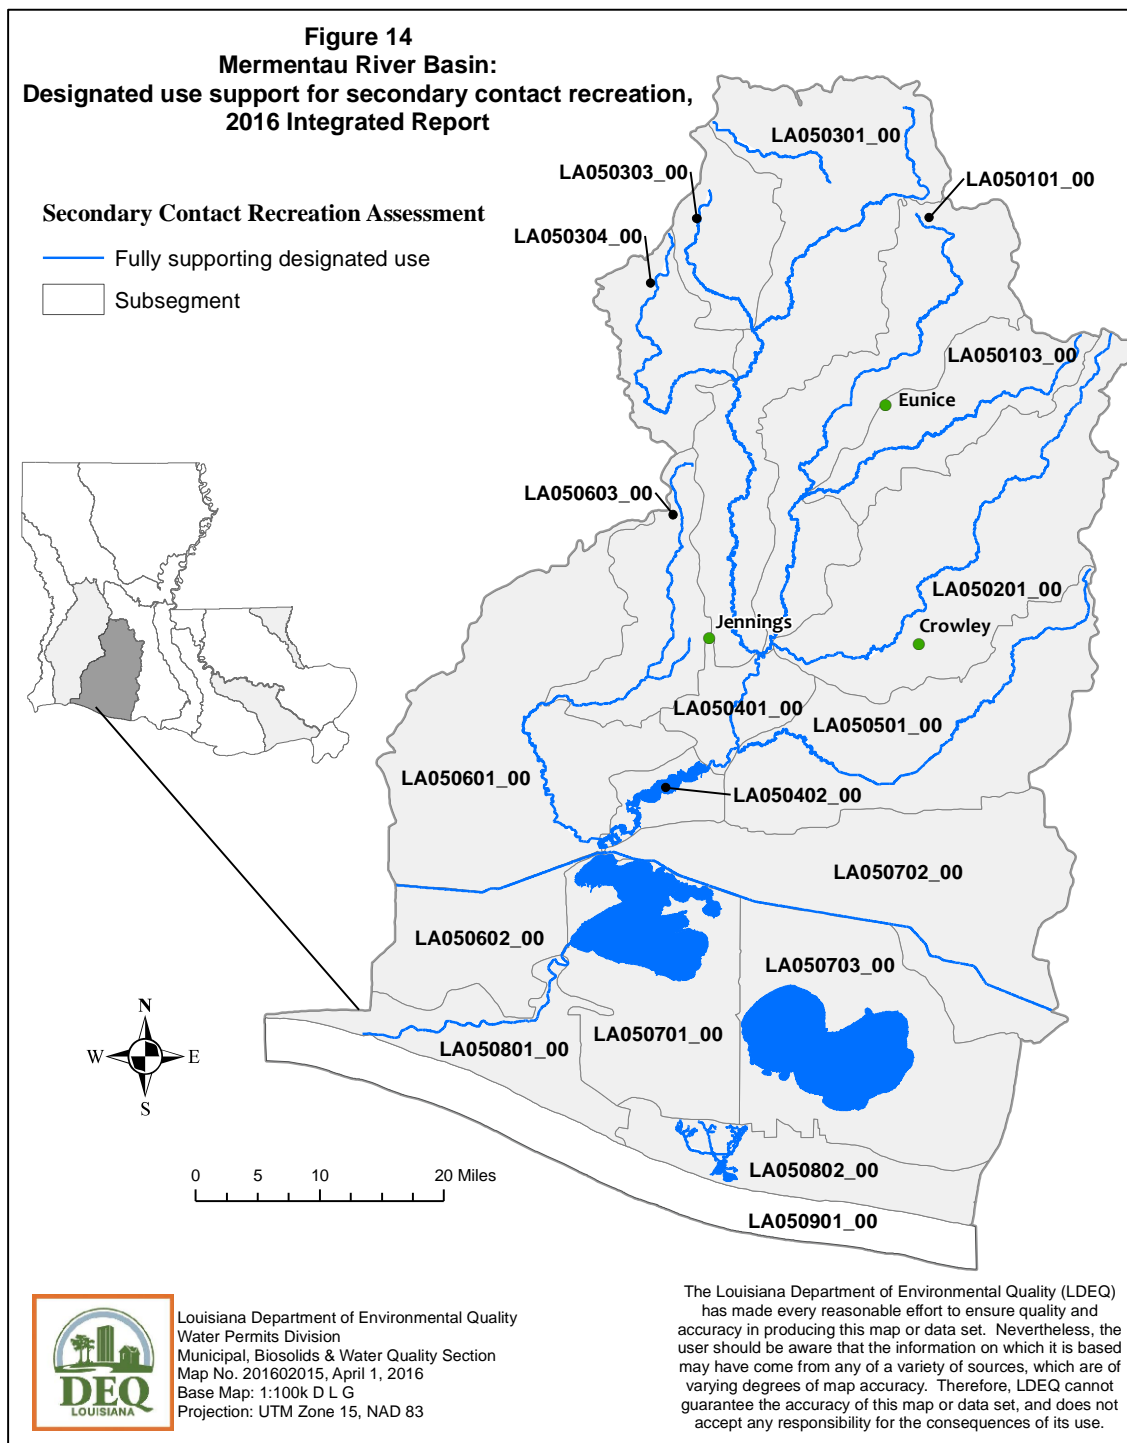 Figure 14
Mermentau River Basin:
Designated use support for secondary contact recreation,
2016 Integrated Report
Secondary Contact Recreation Assessment
Fully supporting designated use
Subsegment
LA050301_00
LA050303_00
LA050101_00
LA050304_00
LA050103_00
Eunice
LA050603_00
LA050201_00
Jennings
Crowley
LA050401_00
LA050501_00
LA050601_00
LA050402_00
LA050702_00
LA050602_00
LA050703_00
LA050701_00
LA050801_00
LA050802_00
LA050901_00
N
W
E
S
0 5 10 20 Miles
DEQ
LOUISIANA
Louisiana Department of Environmental Quality
Water Permits Division
Municipal, Biosolids & Water Quality Section
Map No. 201602015, April 1, 2016
Base Map: 1:100k D L G
Projection: UTM Zone 15, NAD 83
The Louisiana Department of Environmental Quality (LDEQ)
has made every reasonable effort to ensure quality and
accuracy in producing this map or data set. Nevertheless, the
user should be aware that the information on which it is based
may have come from any of a variety of sources, which are of
varying degrees of map accuracy. Therefore, LDEQ cannot
guarantee the accuracy of this map or data set, and does not
accept any responsibility for the consequences of its use.